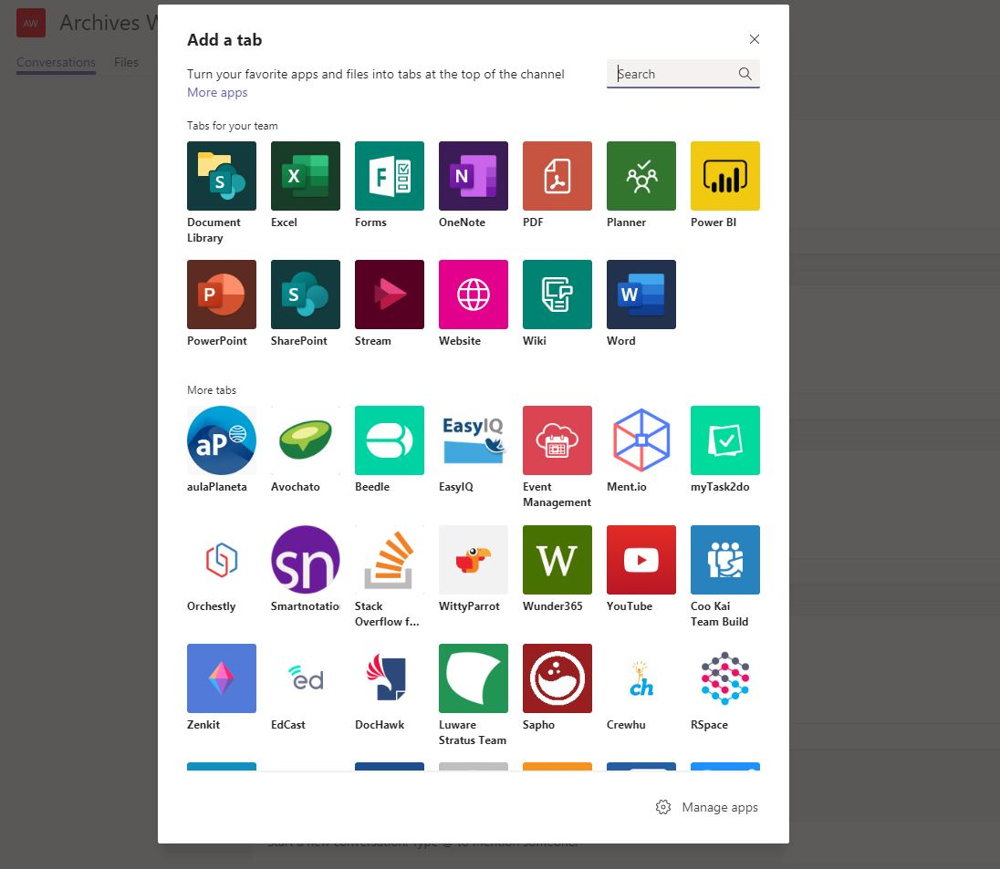 AW Archives W
Conversations Files
Add a tab
Turn your favorite apps and files into tabs at the top of the channel
More apps
Search
Tabs for your team
S X F N
Document Library Excel Forms OneNote PDF Planner Power BI
P S W
PowerPoint SharePoint Stream Website Wiki Word
More tabs
aP EasyIQ
aulaPlaneta Avochato Beedle EasyIQ Event Management Ment.io myTask2do
sn W
Orchestly Smartnotatio Stack Overflow f... WittyParrot Wunder365 YouTube Coo Kai Team Build
ed ch
Zenkit EdCast DocHawk Luware Stratus Team Sapho Crewhu RSpace
Manage apps
Start a new conversation. Type @ to mention someone.